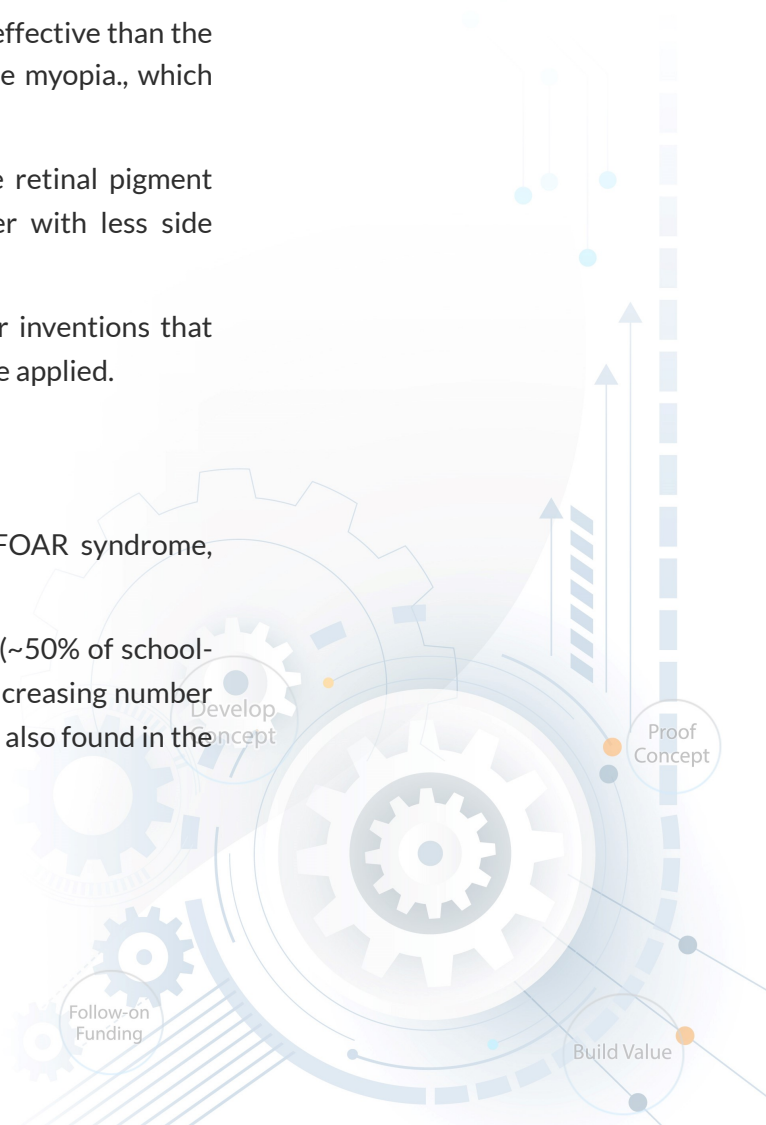 effective than the
e myopia., which
e retinal pigment
er with less side
r inventions that
e applied.
FOAR syndrome,
(~50% of school-
creasing number
also found in the
Develop
Concept
Proof
Concept
Follow-on
Funding
Build Value